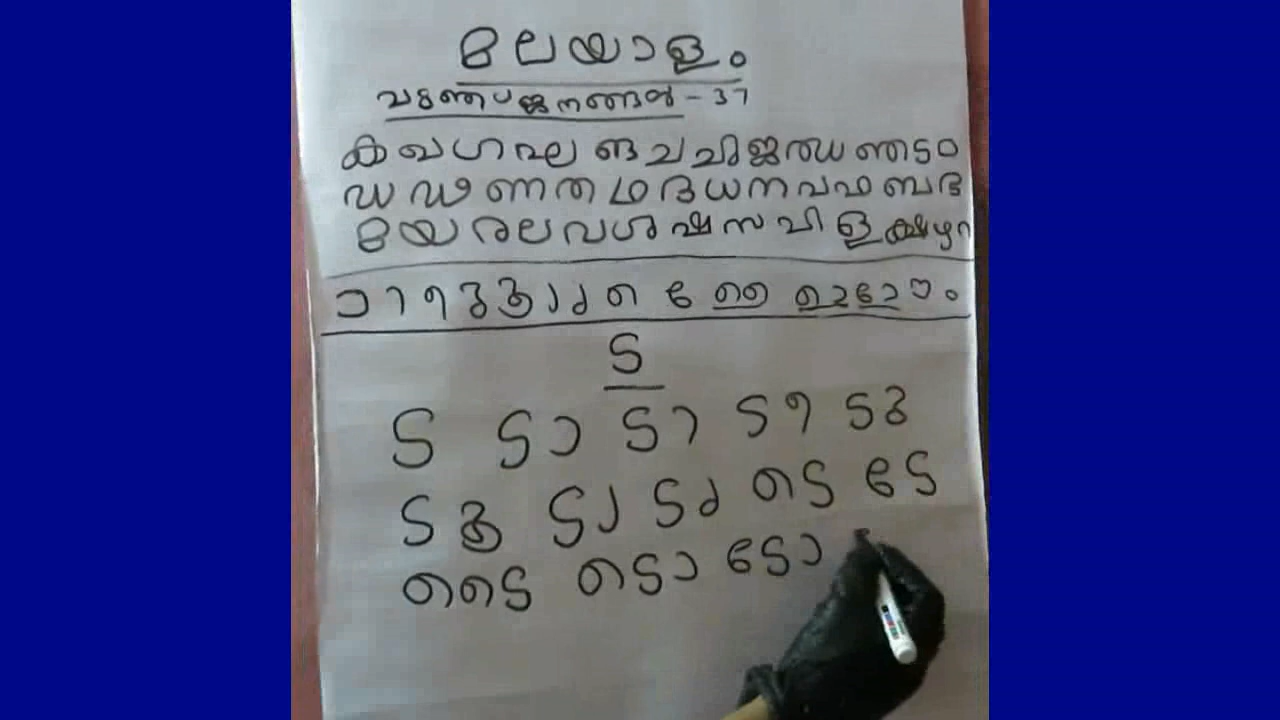 മലയാളം
വ്യഞ്ജനങ്ങൾ - 37
ക ഖ ഗ ഘ ങ ച ഛ ജ ഝ ഞ ട ഠ
ഡ ഢ ണ ത ഥ ദ ധ ന പ ഫ ബ ഭ
മ യ ര ല വ ശ ഷ സ ഹ ള ക്ഷ ഴ റ
ാ ി ീ ു ൂ ൃ െ േ ൈ ൊ ോ ൗ ം
ട
ട ടാ ടി ടീ ടു
ടൂ ടൃ ടെ ടേ
ടൈ ടൊ ടോ